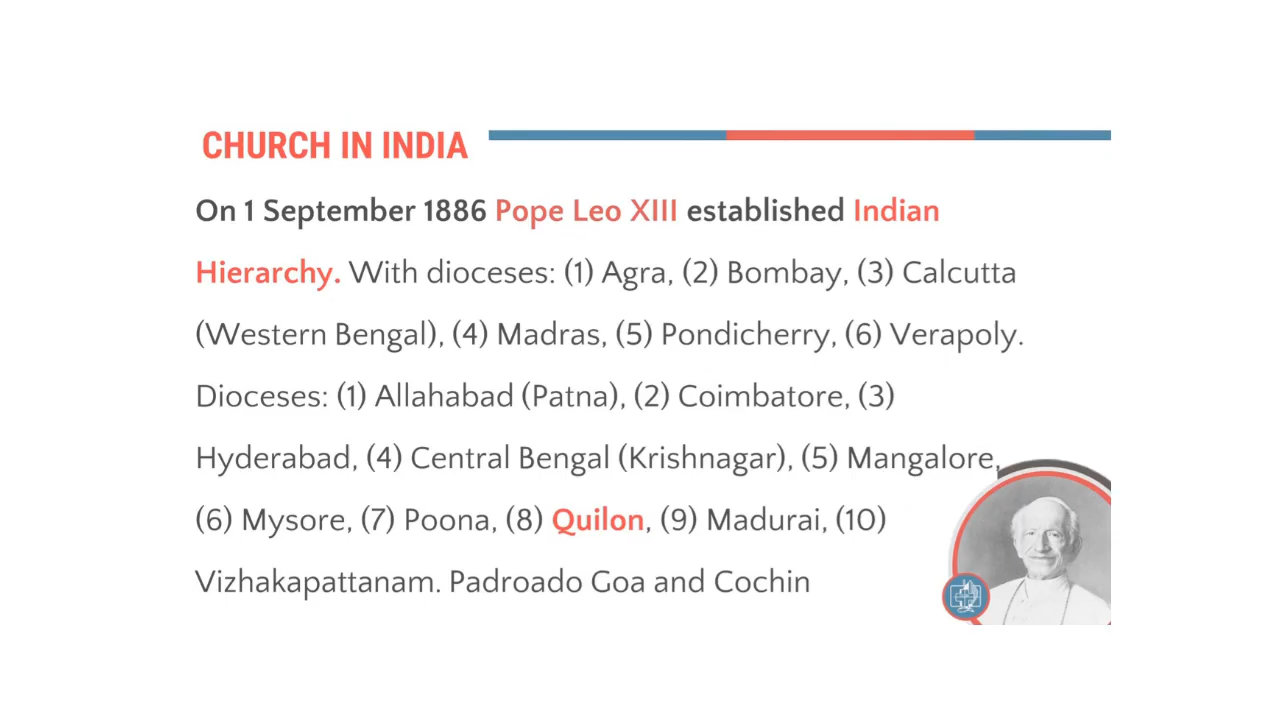 CHURCH IN INDIA
On 1 September 1886 Pope Leo XIII established Indian
Hierarchy. With dioceses: (1) Agra, (2) Bombay, (3) Calcutta
(Western Bengal), (4) Madras, (5) Pondicherry, (6) Verapoly.
Dioceses: (1) Allahabad (Patna), (2) Coimbatore, (3)
Hyderabad, (4) Central Bengal (Krishnagar), (5) Mangalore,
(6) Mysore, (7) Poona, (8) Quilon, (9) Madurai, (10)
Vizhakapattanam. Padroado Goa and Cochin